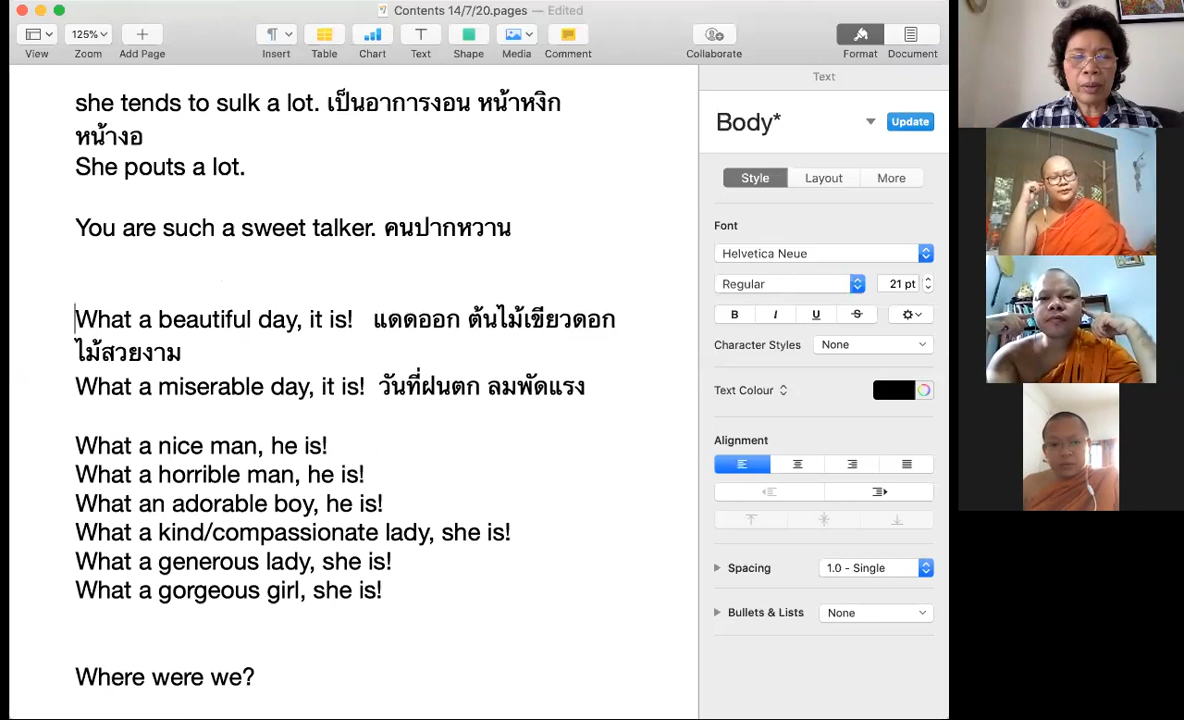 Contents 14/7/20.pages — Edited
View
125%
Zoom
Add Page
Insert
Table
Chart
Text
Shape
Media
Comment
Collaborate
Format
Document
she tends to sulk a lot. เป็นอาการงอน หน้าหงิก
หน้างอ
She pouts a lot.
You are such a sweet talker. คนปากหวาน
What a beautiful day, it is! แดดออก ต้นไม้เขียวดอก
ไม้สวยงาม
What a miserable day, it is! วันที่ฝนตก ลมพัดแรง
What a nice man, he is!
What a horrible man, he is!
What an adorable boy, he is!
What a kind/compassionate lady, she is!
What a generous lady, she is!
What a gorgeous girl, she is!
Where were we?
Text
Body*
Update
Style
Layout
More
Font
Helvetica Neue
Regular
21 pt
B
I
U
S
Character Styles
None
Text Colour
Alignment
Spacing
1.0 - Single
Bullets & Lists
None